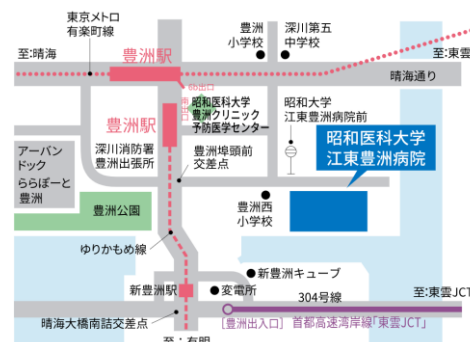 東京メトロ
有楽町線
豊洲
小学校
深川第五
中学校
至:晴海
豊洲駅
至:東雲
晴海通り
6b出口
南出口
昭和医科大学
豊洲クリニック
予防医学センター
昭和大学
江東豊洲病院前
豊洲駅
昭和医科大学
江東豊洲病院
アーバン
ドック
ららぽーと
豊洲
深川消防署
豊洲出張所
豊洲埠頭前
交差点
豊洲公園
豊洲西
小学校
ゆりかもめ線
新豊洲キューブ
新豊洲駅
変電所
304号線
至:東雲JCT
晴海大橋南詰交差点
[豊洲出入口]
首都高速湾岸線「東雲JCT」
至:有明